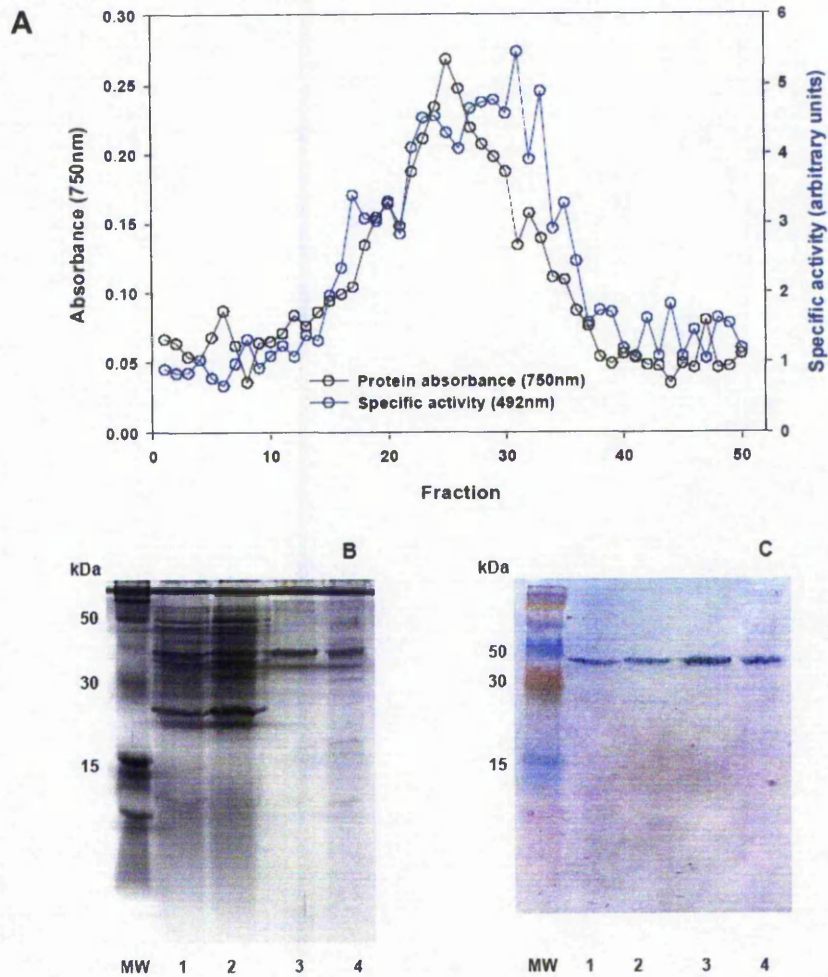 A
Absorbance (750nm)
0.30
0.25
0.20
0.15
0.10
0.05
0.00
6
5
4
3
2
1
0
Specific activity (arbitrary units)
Protein absorbance (750nm)
Specific activity (492nm)
0 10 20 30 40 50
Fraction
B
kDa
50
30
15
MW 1 2 3 4
C
kDa
50
30
15
MW 1 2 3 4